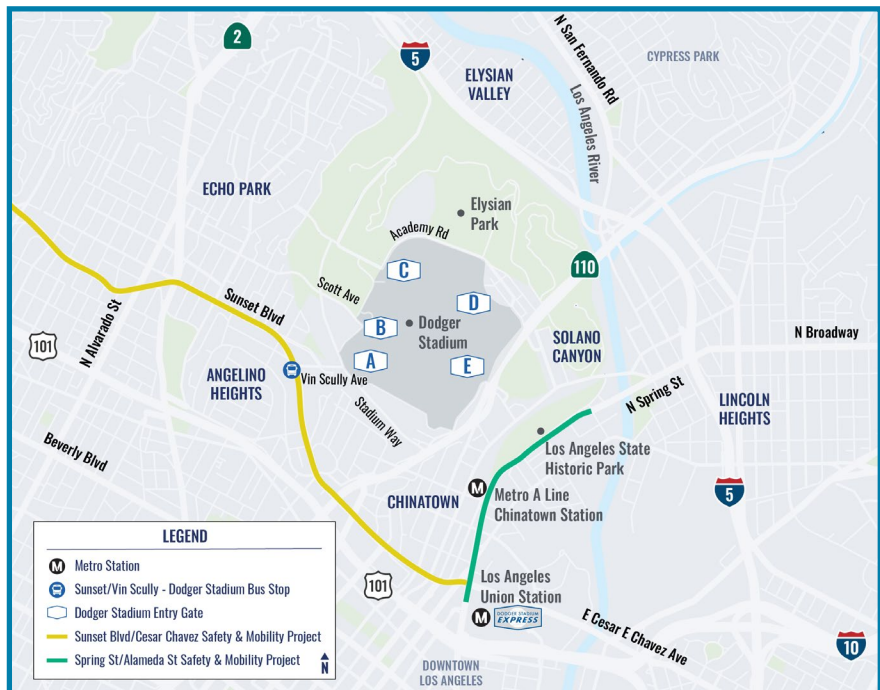 2
5
ELYSIAN
VALLEY
N San Fernando Rd
CYPRESS PARK
Los Angeles River
ECHO PARK
Elysian
Park
Academy Rd
C
110
Scott Ave
D
Sunset Blvd
B
Dodger
Stadium
N Alvarado St
101
SOLANO
CANYON
N Broadway
A
E
ANGELINO
HEIGHTS
Vin Scully Ave
N Spring St
LINCOLN
HEIGHTS
Stadium Way
Beverly Blvd
Los Angeles State
Historic Park
M
Metro A Line
Chinatown Station
CHINATOWN
5
LEGEND
M Metro Station
Sunset/Vin Scully - Dodger Stadium Bus Stop
Dodger Stadium Entry Gate
Sunset Blvd/Cesar Chavez Safety & Mobility Project
Spring St/Alameda St Safety & Mobility Project
N
101
Los Angeles
Union Station
M
DODGER STADIUM
EXPRESS
E Cesar E Chavez Ave
10
DOWNTOWN
LOS ANGELES